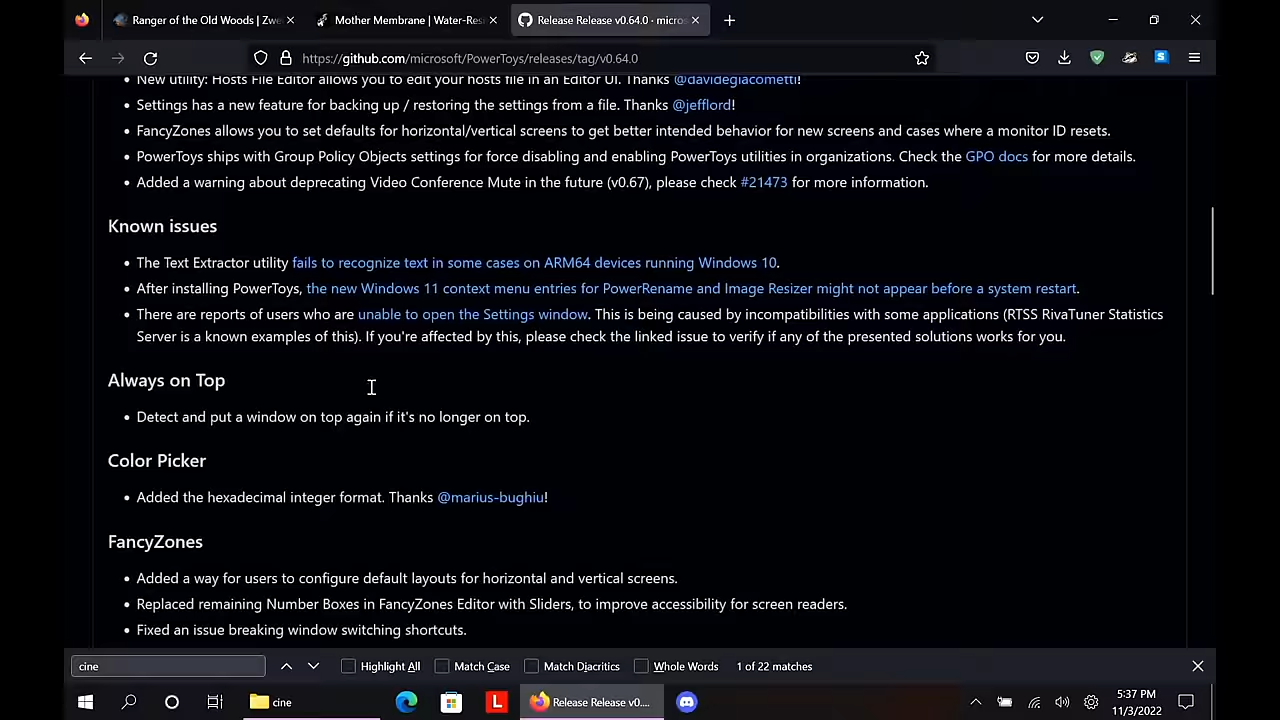 Ranger of the Old Woods | Zwe
Mother Membrane | Water-Res
Release Release v0.64.0 · micros
https://github.com/microsoft/PowerToys/releases/tag/v0.64.0
S
• New utility: Hosts File Editor allows you to edit your hosts file in an Editor UI. Thanks @davidegiacometti!
• Settings has a new feature for backing up / restoring the settings from a file. Thanks @jefflord!
• FancyZones allows you to set defaults for horizontal/vertical screens to get better intended behavior for new screens and cases where a monitor ID resets.
• PowerToys ships with Group Policy Objects settings for force disabling and enabling PowerToys utilities in organizations. Check the GPO docs for more details.
• Added a warning about deprecating Video Conference Mute in the future (v0.67), please check #21473 for more information.
Known issues
• The Text Extractor utility fails to recognize text in some cases on ARM64 devices running Windows 10.
• After installing PowerToys, the new Windows 11 context menu entries for PowerRename and Image Resizer might not appear before a system restart.
• There are reports of users who are unable to open the Settings window. This is being caused by incompatibilities with some applications (RTSS RivaTuner Statistics
Server is a known examples of this). If you're affected by this, please check the linked issue to verify if any of the presented solutions works for you.
Always on Top
• Detect and put a window on top again if it's no longer on top.
Color Picker
• Added the hexadecimal integer format. Thanks @marius-bughiu!
FancyZones
• Added a way for users to configure default layouts for horizontal and vertical screens.
• Replaced remaining Number Boxes in FancyZones Editor with Sliders, to improve accessibility for screen readers.
• Fixed an issue breaking window switching shortcuts.
cine
Highlight All
Match Case
Match Diacritics
Whole Words
1 of 22 matches
cine
L
Release Release v0....
5:37 PM
11/3/2022